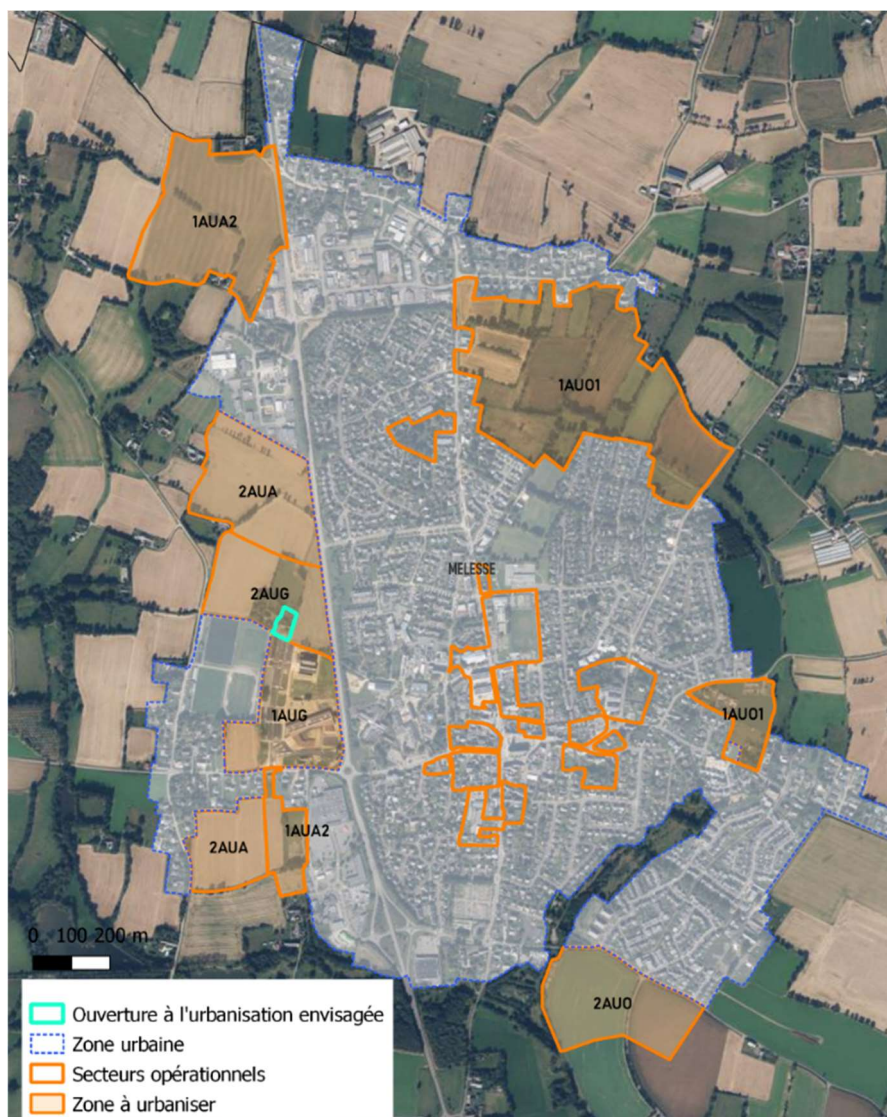 1AUA2
1AUO1
2AUA
MELESSE
2AUG
1AUG
1AUO1
1AUA2
2AUA
0 100 200 m
2AUO
Ouverture à l'urbanisation envisagée
Zone urbaine
Secteurs opérationnels
Zone à urbaniser